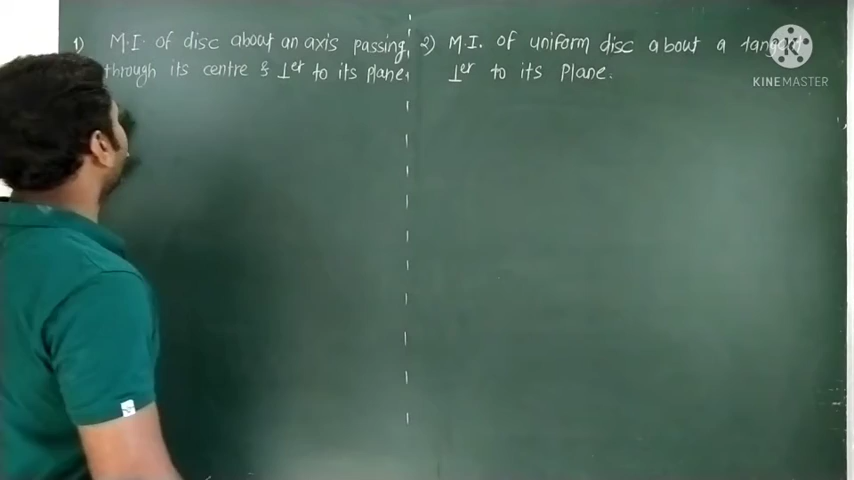 1) M.I. of disc about an axis passing
through its centre & ⊥er to its plane.
2) M.I. of uniform disc about a tangent
⊥er to its plane.
K
KINEMASTER